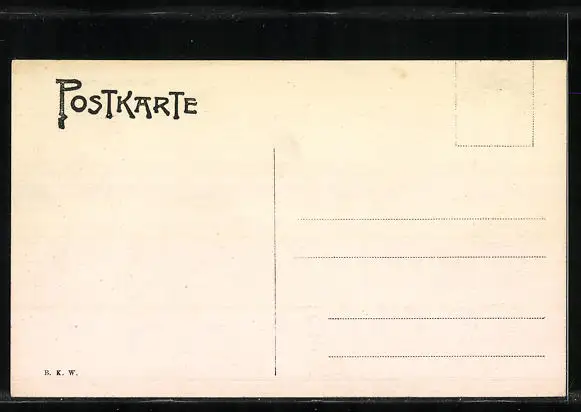 POSTKARTE
B. K. W.